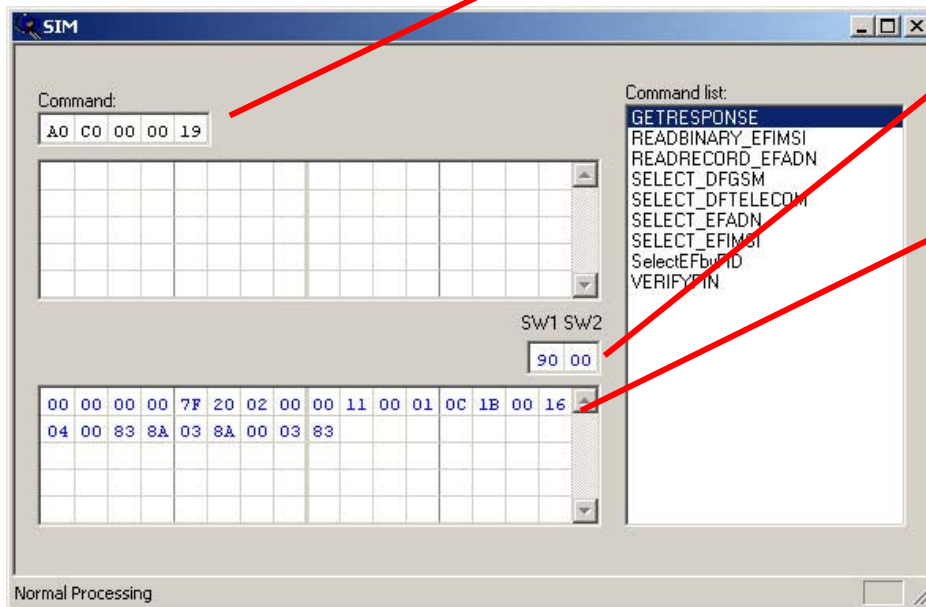 SIM
Command:
A0 C0 00 00 19
SW1 SW2
90 00
00 00 00 00 7F 20 02 00 00 11 00 01 0C 1B 00 16
04 00 83 8A 03 8A 00 03 83
Command list:
GETRESPONSE
READBINARY_EFIMSI
READRECORD_EFADN
SELECT_DFGSM
SELECT_DFTELECOM
SELECT_EFADN
SELECT_EFIMSI
SelectEFbyFID
VERIFYPIN
Normal Processing